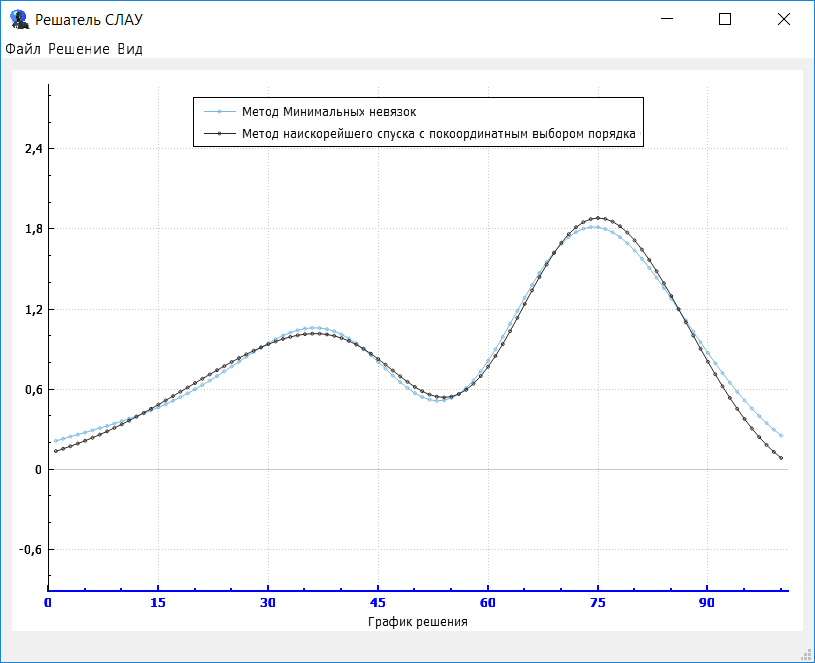 Решатель СЛАУ
Файл Решение Вид
Метод Минимальных невязок
Метод наискорейшего спуска с покоординатным выбором порядка
2,4
1,8
1,2
0,6
0
-0,6
0 15 30 45 60 75 90
График решения